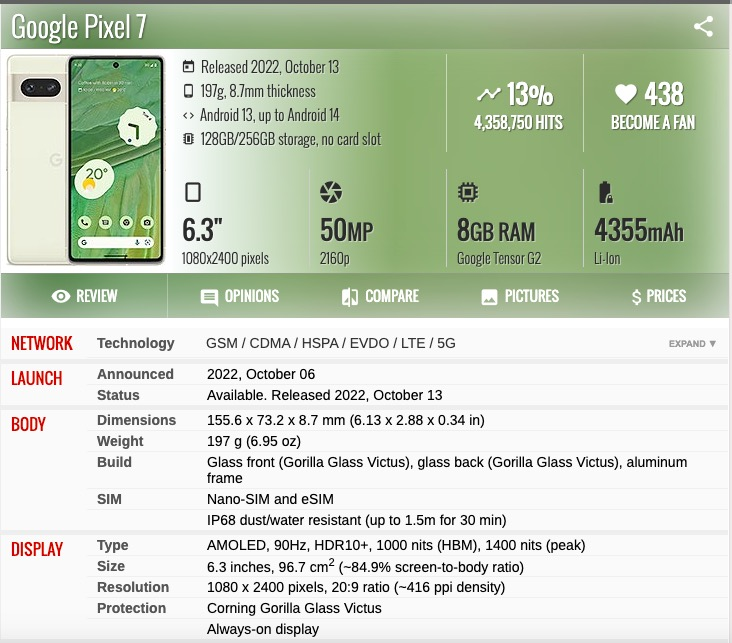 Google Pixel 7
Released 2022, October 13
197g, 8.7mm thickness
Android 13, up to Android 14
128GB/256GB storage, no card slot
13%
4,358,750 HITS
438
BECOME A FAN
20°
G
6.3"
1080x2400 pixels
50MP
2160p
8GB RAM
Google Tensor G2
4355mAh
Li-Ion
REVIEW
OPINIONS
COMPARE
PICTURES
$ PRICES
NETWORK Technology GSM / CDMA / HSPA / EVDO / LTE / 5G EXPAND ▼
LAUNCH Announced 2022, October 06
Status Available. Released 2022, October 13
BODY Dimensions 155.6 x 73.2 x 8.7 mm (6.13 x 2.88 x 0.34 in)
Weight 197 g (6.95 oz)
Build Glass front (Gorilla Glass Victus), glass back (Gorilla Glass Victus), aluminum
frame
SIM Nano-SIM and eSIM
IP68 dust/water resistant (up to 1.5m for 30 min)
DISPLAY Type AMOLED, 90Hz, HDR10+, 1000 nits (HBM), 1400 nits (peak)
Size 6.3 inches, 96.7 cm2 (~84.9% screen-to-body ratio)
Resolution 1080 x 2400 pixels, 20:9 ratio (~416 ppi density)
Protection Corning Gorilla Glass Victus
Always-on display